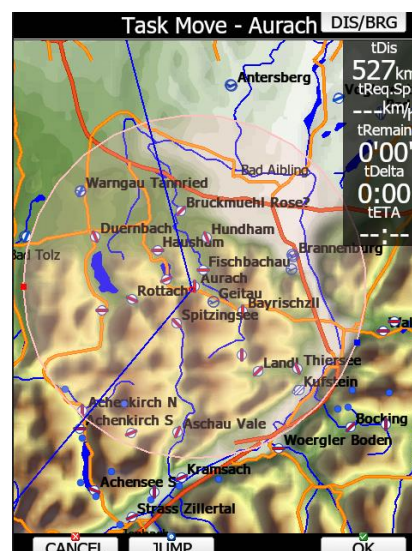 Task Move - Aurach
DIS/BRG
tDis
527km
tReq.Sp
---km/h
tRemain
0'00'
tDelta
0:00
tETA
--:--
Antersberg
Bad Aibling
Warngau Tannried
Bruckmuehl Rose?
Duernbach
Hundham
Hausham
Brannenburg
Bad Tolz
Fischbachau
Aurach
Rottach
Geitau
Bayrischzll
Spitzingsee
Landl
Thiersee
Kufstein
Achenkirch N
Achenkirch S
Aschau Vale
Bocking
Woergler Boden
Kramsach
Achensee S
Strass Zillertal
CANCEL
JUMP
OK